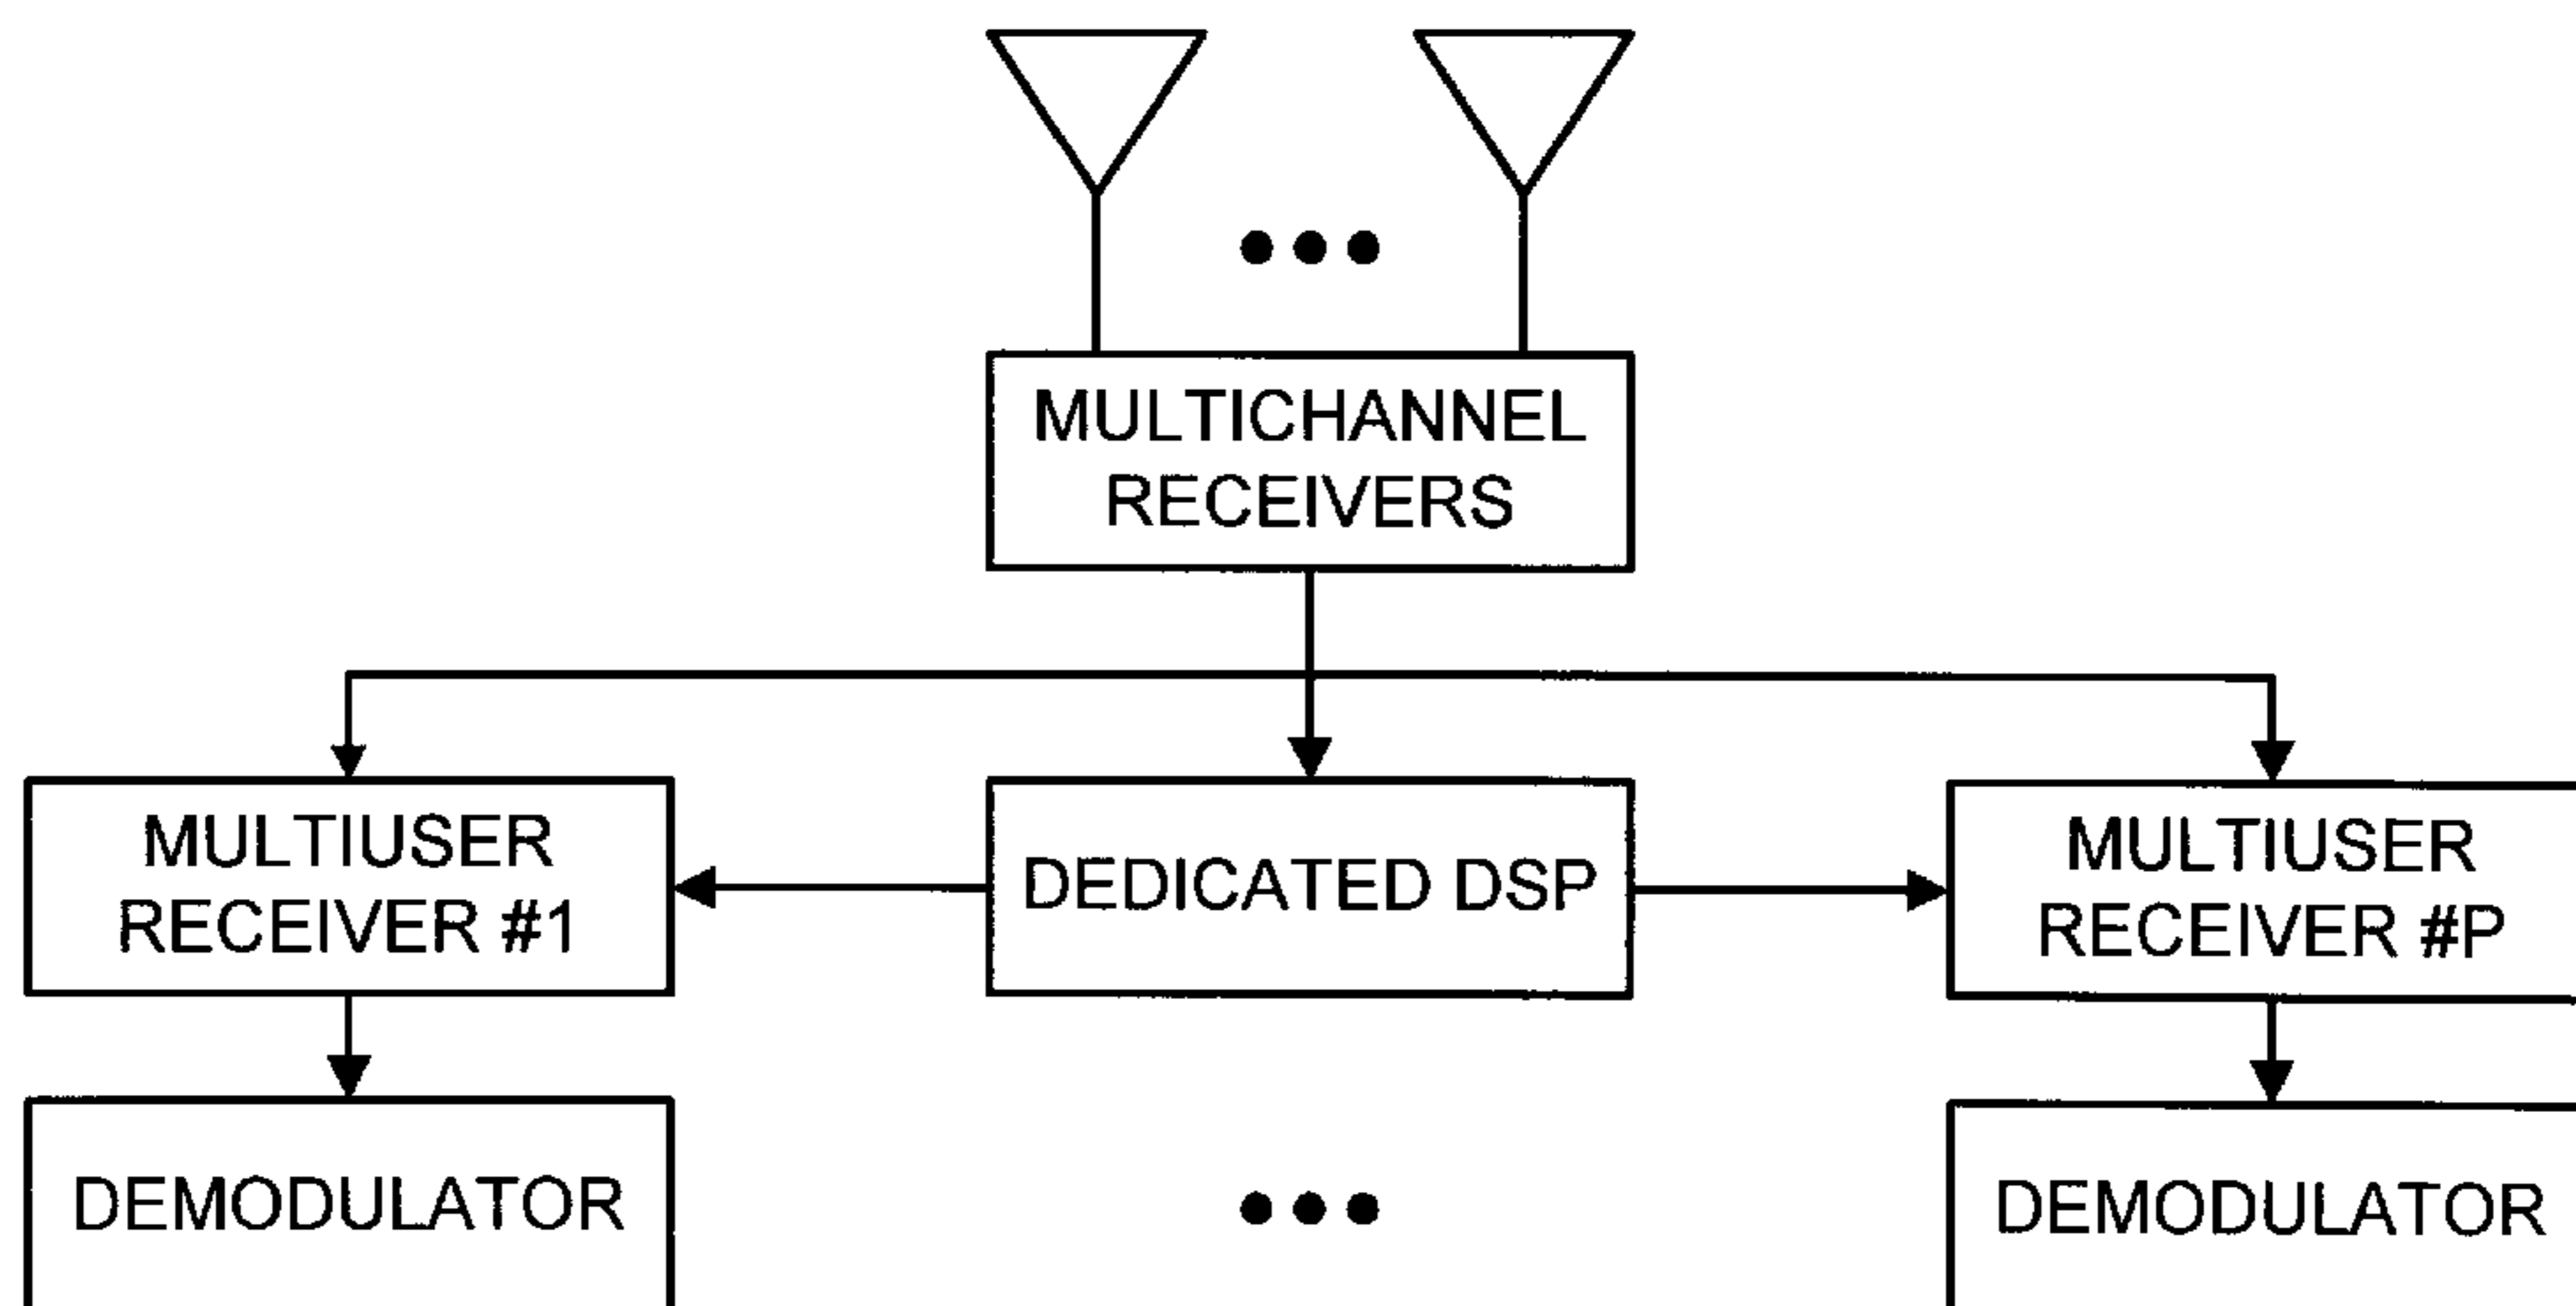 MULTICHANNEL
RECEIVERS
MULTIUSER
RECEIVER #1
DEDICATED DSP
MULTIUSER
RECEIVER #P
DEMODULATOR
DEMODULATOR